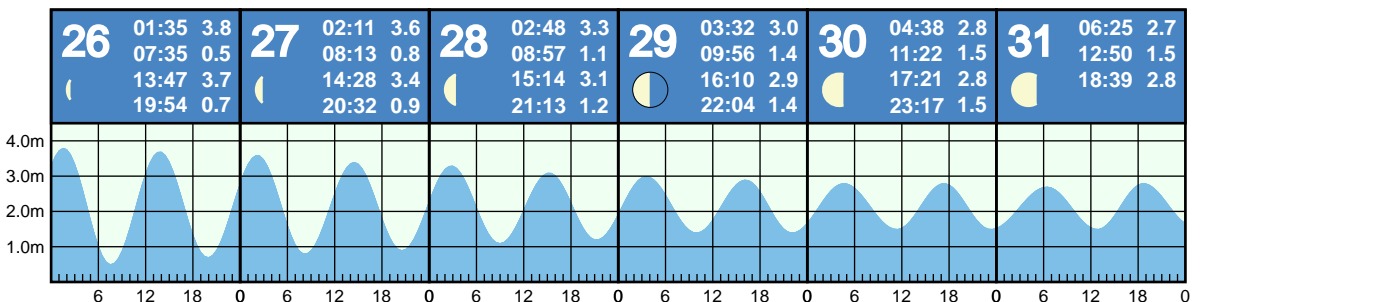 26 01:35 3.8 27 02:11 3.6 28 02:48 3.3 29 03:32 3.0 30 04:38 2.8 31 06:25 2.7
07:35 0.5 08:13 0.8 08:57 1.1 09:56 1.4 11:22 1.5 12:50 1.5
13:47 3.7 14:28 3.4 15:14 3.1 16:10 2.9 17:21 2.8 18:39 2.8
19:54 0.7 20:32 0.9 21:13 1.2 22:04 1.4 23:17 1.5
4.0m
3.0m
2.0m
1.0m
6 12 18 0 6 12 18 0 6 12 18 0 6 12 18 0 6 12 18 0 6 12 18 0